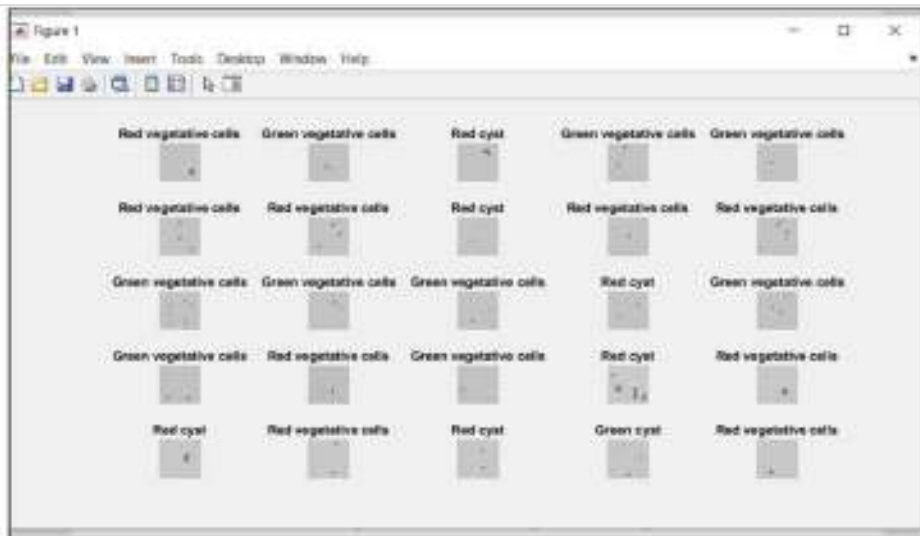 Figure 1
File Edit View Insert Tools Desktop Window Help
Red vegetative cells Green vegetative cells Red cyst Green vegetative cells Green vegetative cells
Red vegetative cells Red vegetative cells Red cyst Red vegetative cells Red vegetative cells
Green vegetative cells Green vegetative cells Green vegetative cells Red cyst Green vegetative cells
Green vegetative cells Red vegetative cells Green vegetative cells Red cyst Red vegetative cells
Red cyst Red vegetative cells Red cyst Green cyst Red vegetative cells